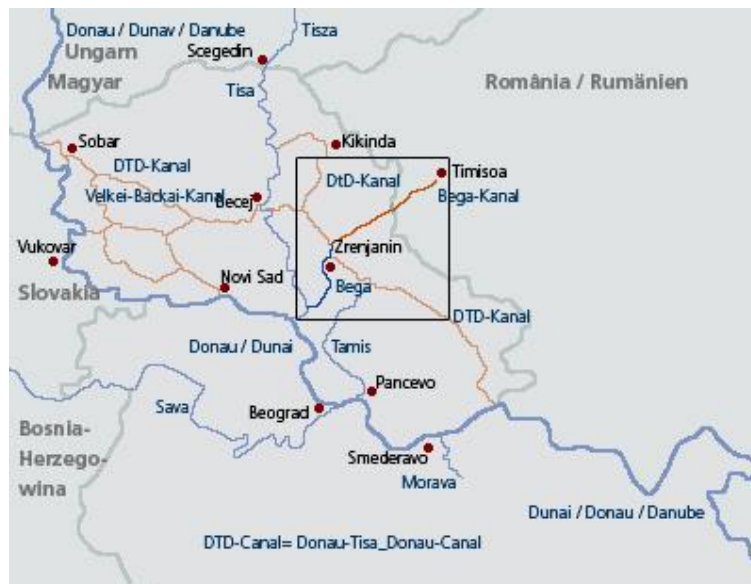 Donau / Dunav / Danube
Tisza
Ungarn
Scegedin
Magyar
Tisa
România / Rumänien
Sobar
Kikinda
DTD-Kanal
Timisoa
DtD-Kanal
Velkei-Backai-Kanal
Becej
Bega-Kanal
Vukovar
Zrenjanin
Novi Sad
Bega
Slovakia
DTD-Kanal
Donau / Dunai
Tamis
Pancevo
Sava
Beograd
Bosnia-
Herzego-
wina
Smederavo
Morava
Dunai / Donau / Danube
DTD-Canal= Donau-Tisa_Donau-Canal